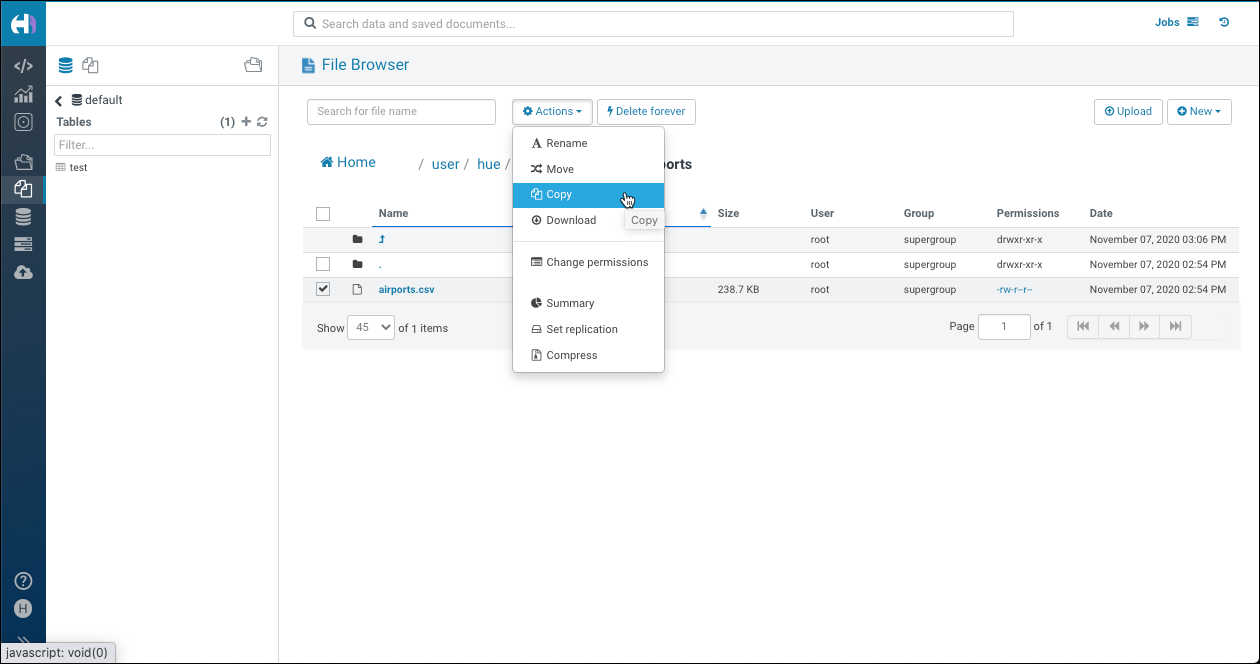 Search data and saved documents...
Jobs
File Browser
default
Tables (1)
Filter...
test
Search for file name
Actions
Delete forever
Upload
New
Rename
Move
Copy
Download
Copy
Change permissions
Summary
Set replication
Compress
Home / user / hue / ports
Name Size User Group Permissions Date
root supergroup drwxr-xr-x November 07, 2020 03:06 PM
. root supergroup drwxr-xr-x November 07, 2020 02:54 PM
airports.csv 238.7 KB root supergroup -rw-r--r-- November 07, 2020 02:54 PM
Show 45 of 1 items Page 1 of 1
H
javascript: void(0)